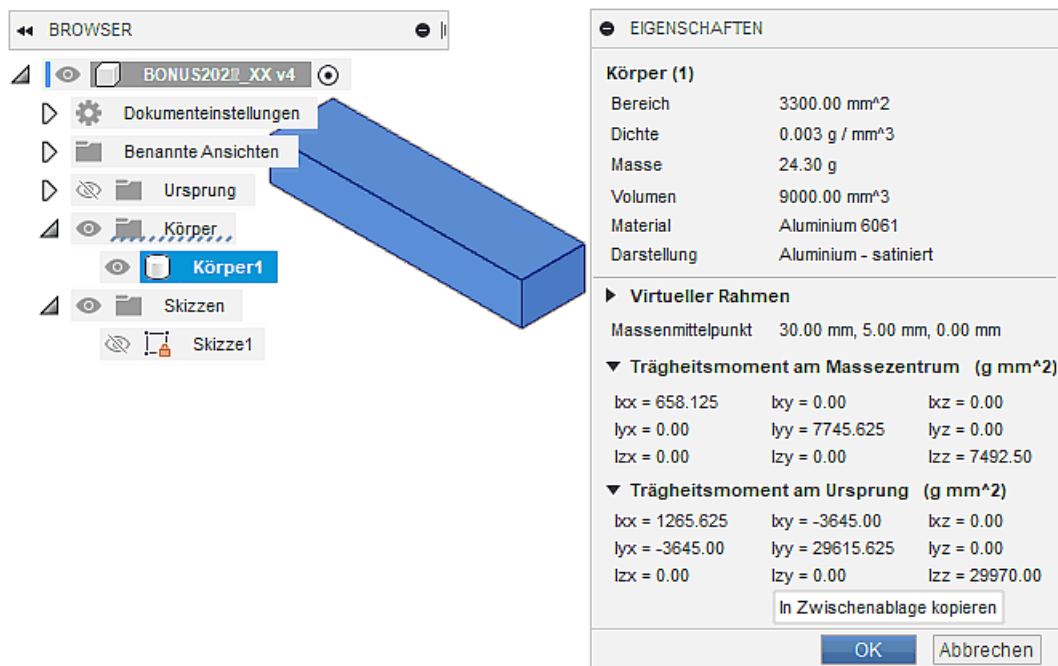 BROWSER
BONUS202_XX v4
Dokumenteinstellungen
Benannte Ansichten
Ursprung
Körper
Körper1
Skizzen
Skizze1
EIGENSCHAFTEN
Körper (1)
Bereich 3300.00 mm^2
Dichte 0.003 g / mm^3
Masse 24.30 g
Volumen 9000.00 mm^3
Material Aluminium 6061
Darstellung Aluminium - satiniert
Virtueller Rahmen
Massenmittelpunkt 30.00 mm, 5.00 mm, 0.00 mm
Trägheitsmoment am Massezentrum (g mm^2)
Ixx = 658.125 Ixy = 0.00 Ixz = 0.00
Iyx = 0.00 Iyy = 7745.625 Iyz = 0.00
Izx = 0.00 Izy = 0.00 Izz = 7492.50
Trägheitsmoment am Ursprung (g mm^2)
Ixx = 1265.625 Ixy = -3645.00 Ixz = 0.00
Iyx = -3645.00 Iyy = 29615.625 Iyz = 0.00
Izx = 0.00 Izy = 0.00 Izz = 29970.00
In Zwischenablage kopieren
OK Abbrechen